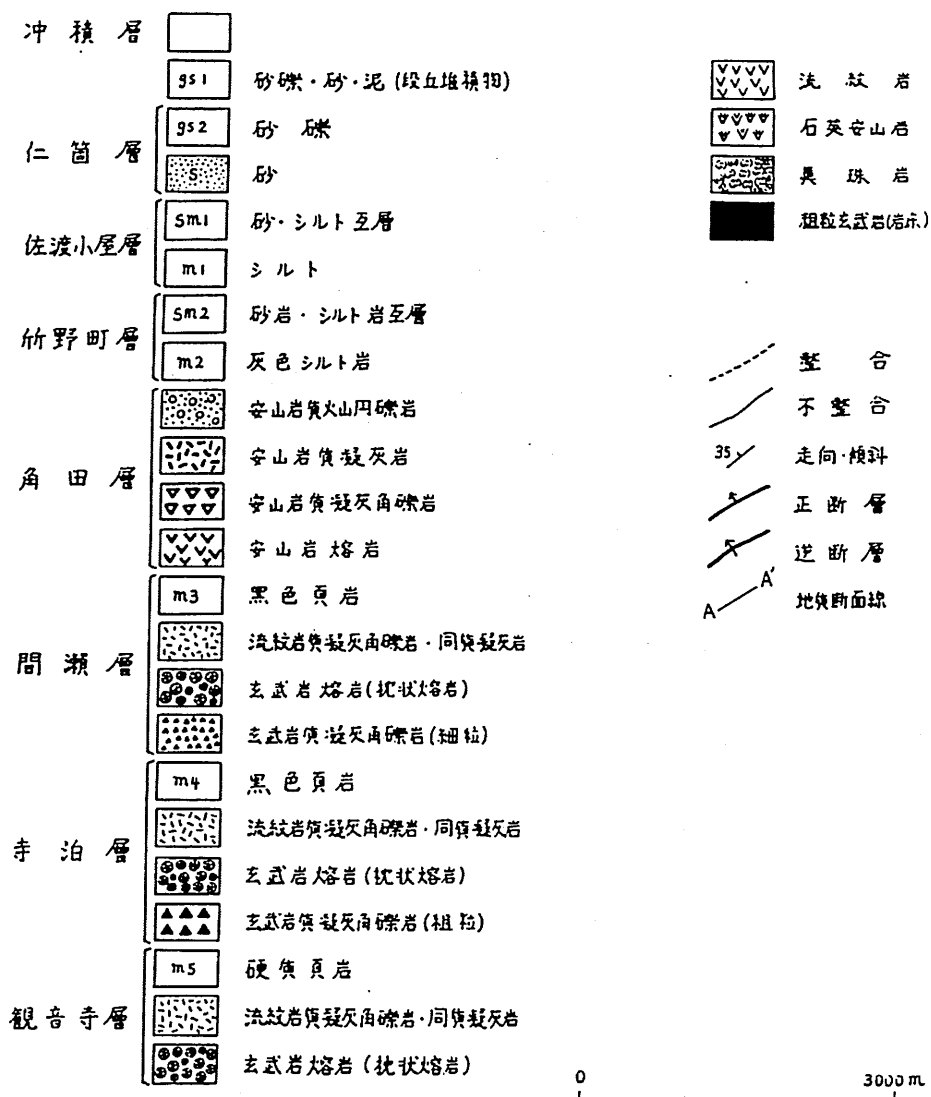 冲積層
gs1 砂礫・砂・泥(段丘堆積物)
仁箇層
gs2 砂礫
S 砂
佐渡小屋層
sm1 砂・シルト互層
m1 シルト
竹野町層
sm2 砂岩・シルト岩互層
m2 灰色シルト岩
角田層
安山岩質火山円礫岩
安山岩質凝灰岩
安山岩質凝灰角礫岩
安山岩熔岩
間瀬層
m3 黒色頁岩
流紋岩質凝灰角礫岩・同質凝灰岩
玄武岩熔岩(枕状熔岩)
玄武岩質凝灰角礫岩(細粒)
寺泊層
m4 黒色頁岩
流紋岩質凝灰角礫岩・同質凝灰岩
玄武岩熔岩(枕状熔岩)
玄武岩質凝灰角礫岩(粗粒)
観音寺層
m5 硬質頁岩
流紋岩質凝灰角礫岩・同質凝灰岩
玄武岩熔岩(枕状熔岩)
流紋岩
石英安山岩
真珠岩
粗粒玄武岩(岩床)
整合
不整合
35 走向・傾斜
正断層
逆断層
A A' 地質断面線
0 3000m